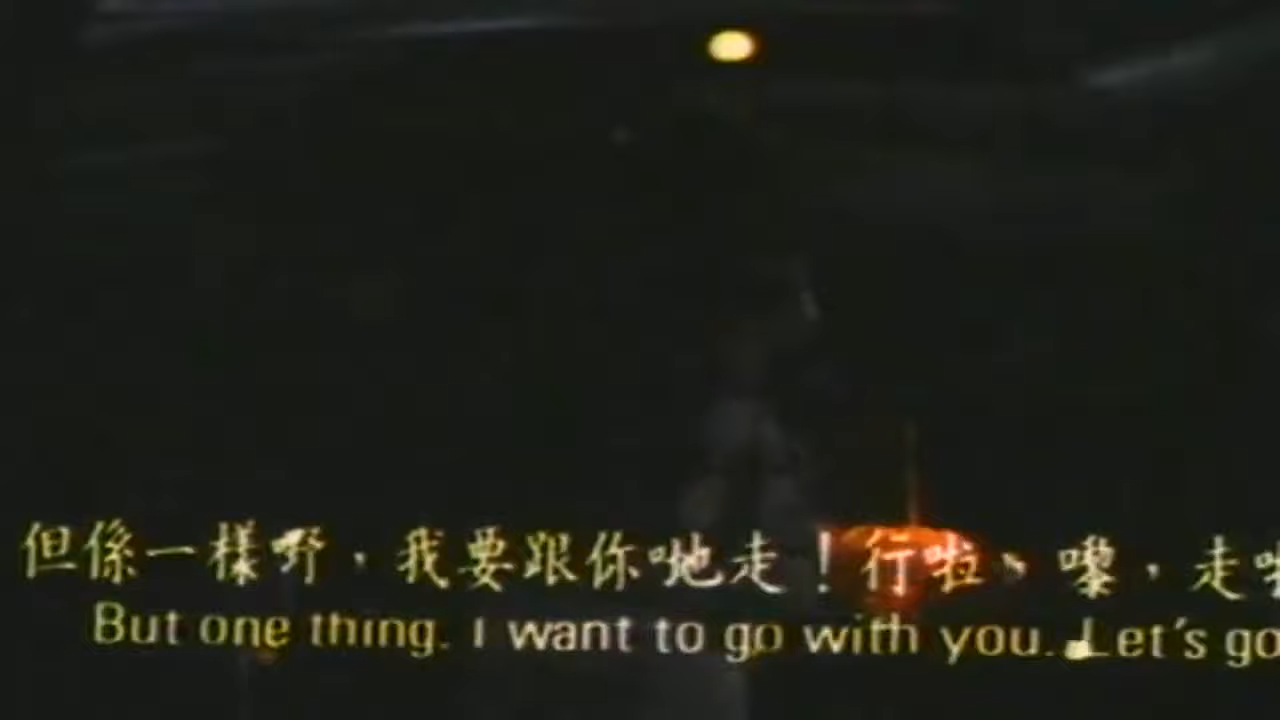 但係一樣野，我要跟你哋走！行啦、嚟，走
But one thing. I want to go with you. Let's go